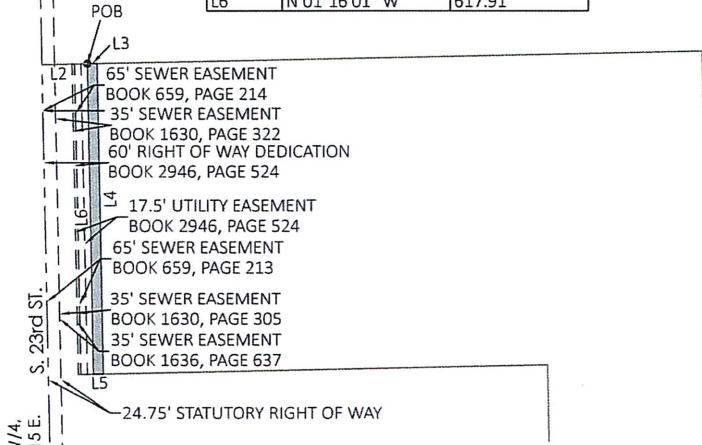 L6 N 01°16'01" W 617.91'
POB
L3
L2
65' SEWER EASEMENT
BOOK 659, PAGE 214
35' SEWER EASEMENT
BOOK 1630, PAGE 322
60' RIGHT OF WAY DEDICATION
BOOK 2946, PAGE 524
L4
L6
17.5' UTILITY EASEMENT
BOOK 2946, PAGE 524
65' SEWER EASEMENT
BOOK 659, PAGE 213
35' SEWER EASEMENT
BOOK 1630, PAGE 305
35' SEWER EASEMENT
BOOK 1636, PAGE 637
S. 23rd ST.
L5
24.75' STATUTORY RIGHT OF WAY